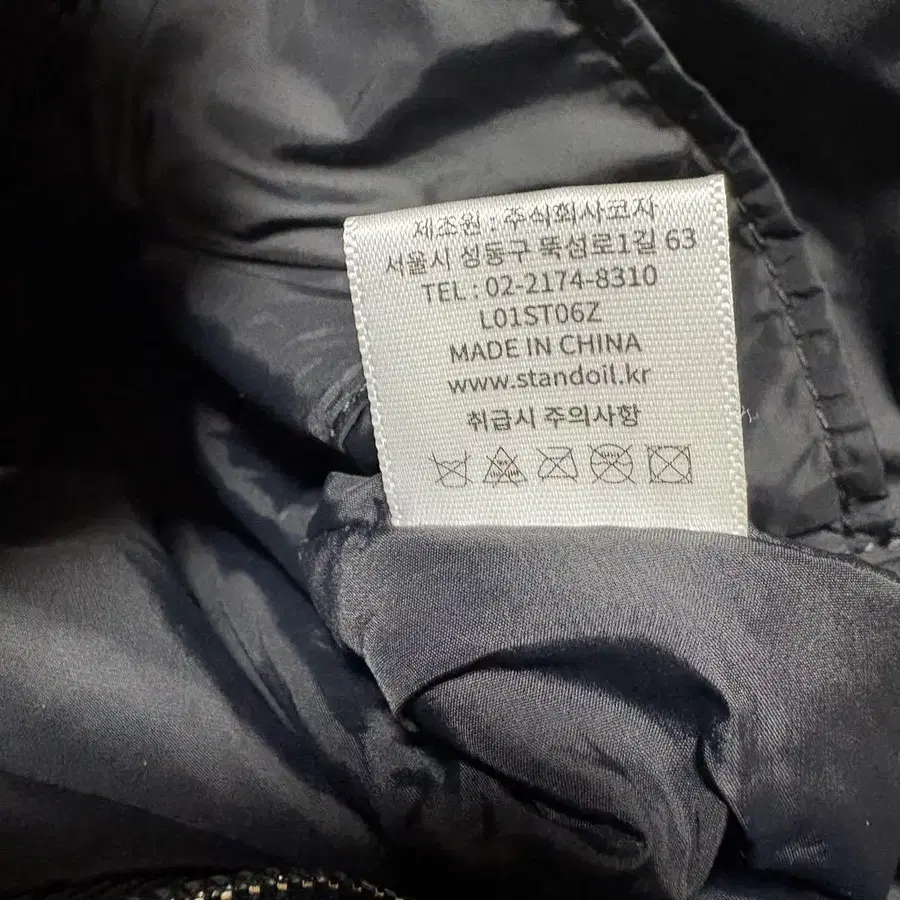 제조원 : 주식회사코지
서울시 성동구 뚝섬로1길 63
TEL : 02-2174-8310
L01ST06Z
MADE IN CHINA
www.standoil.kr
취급시 주의사항